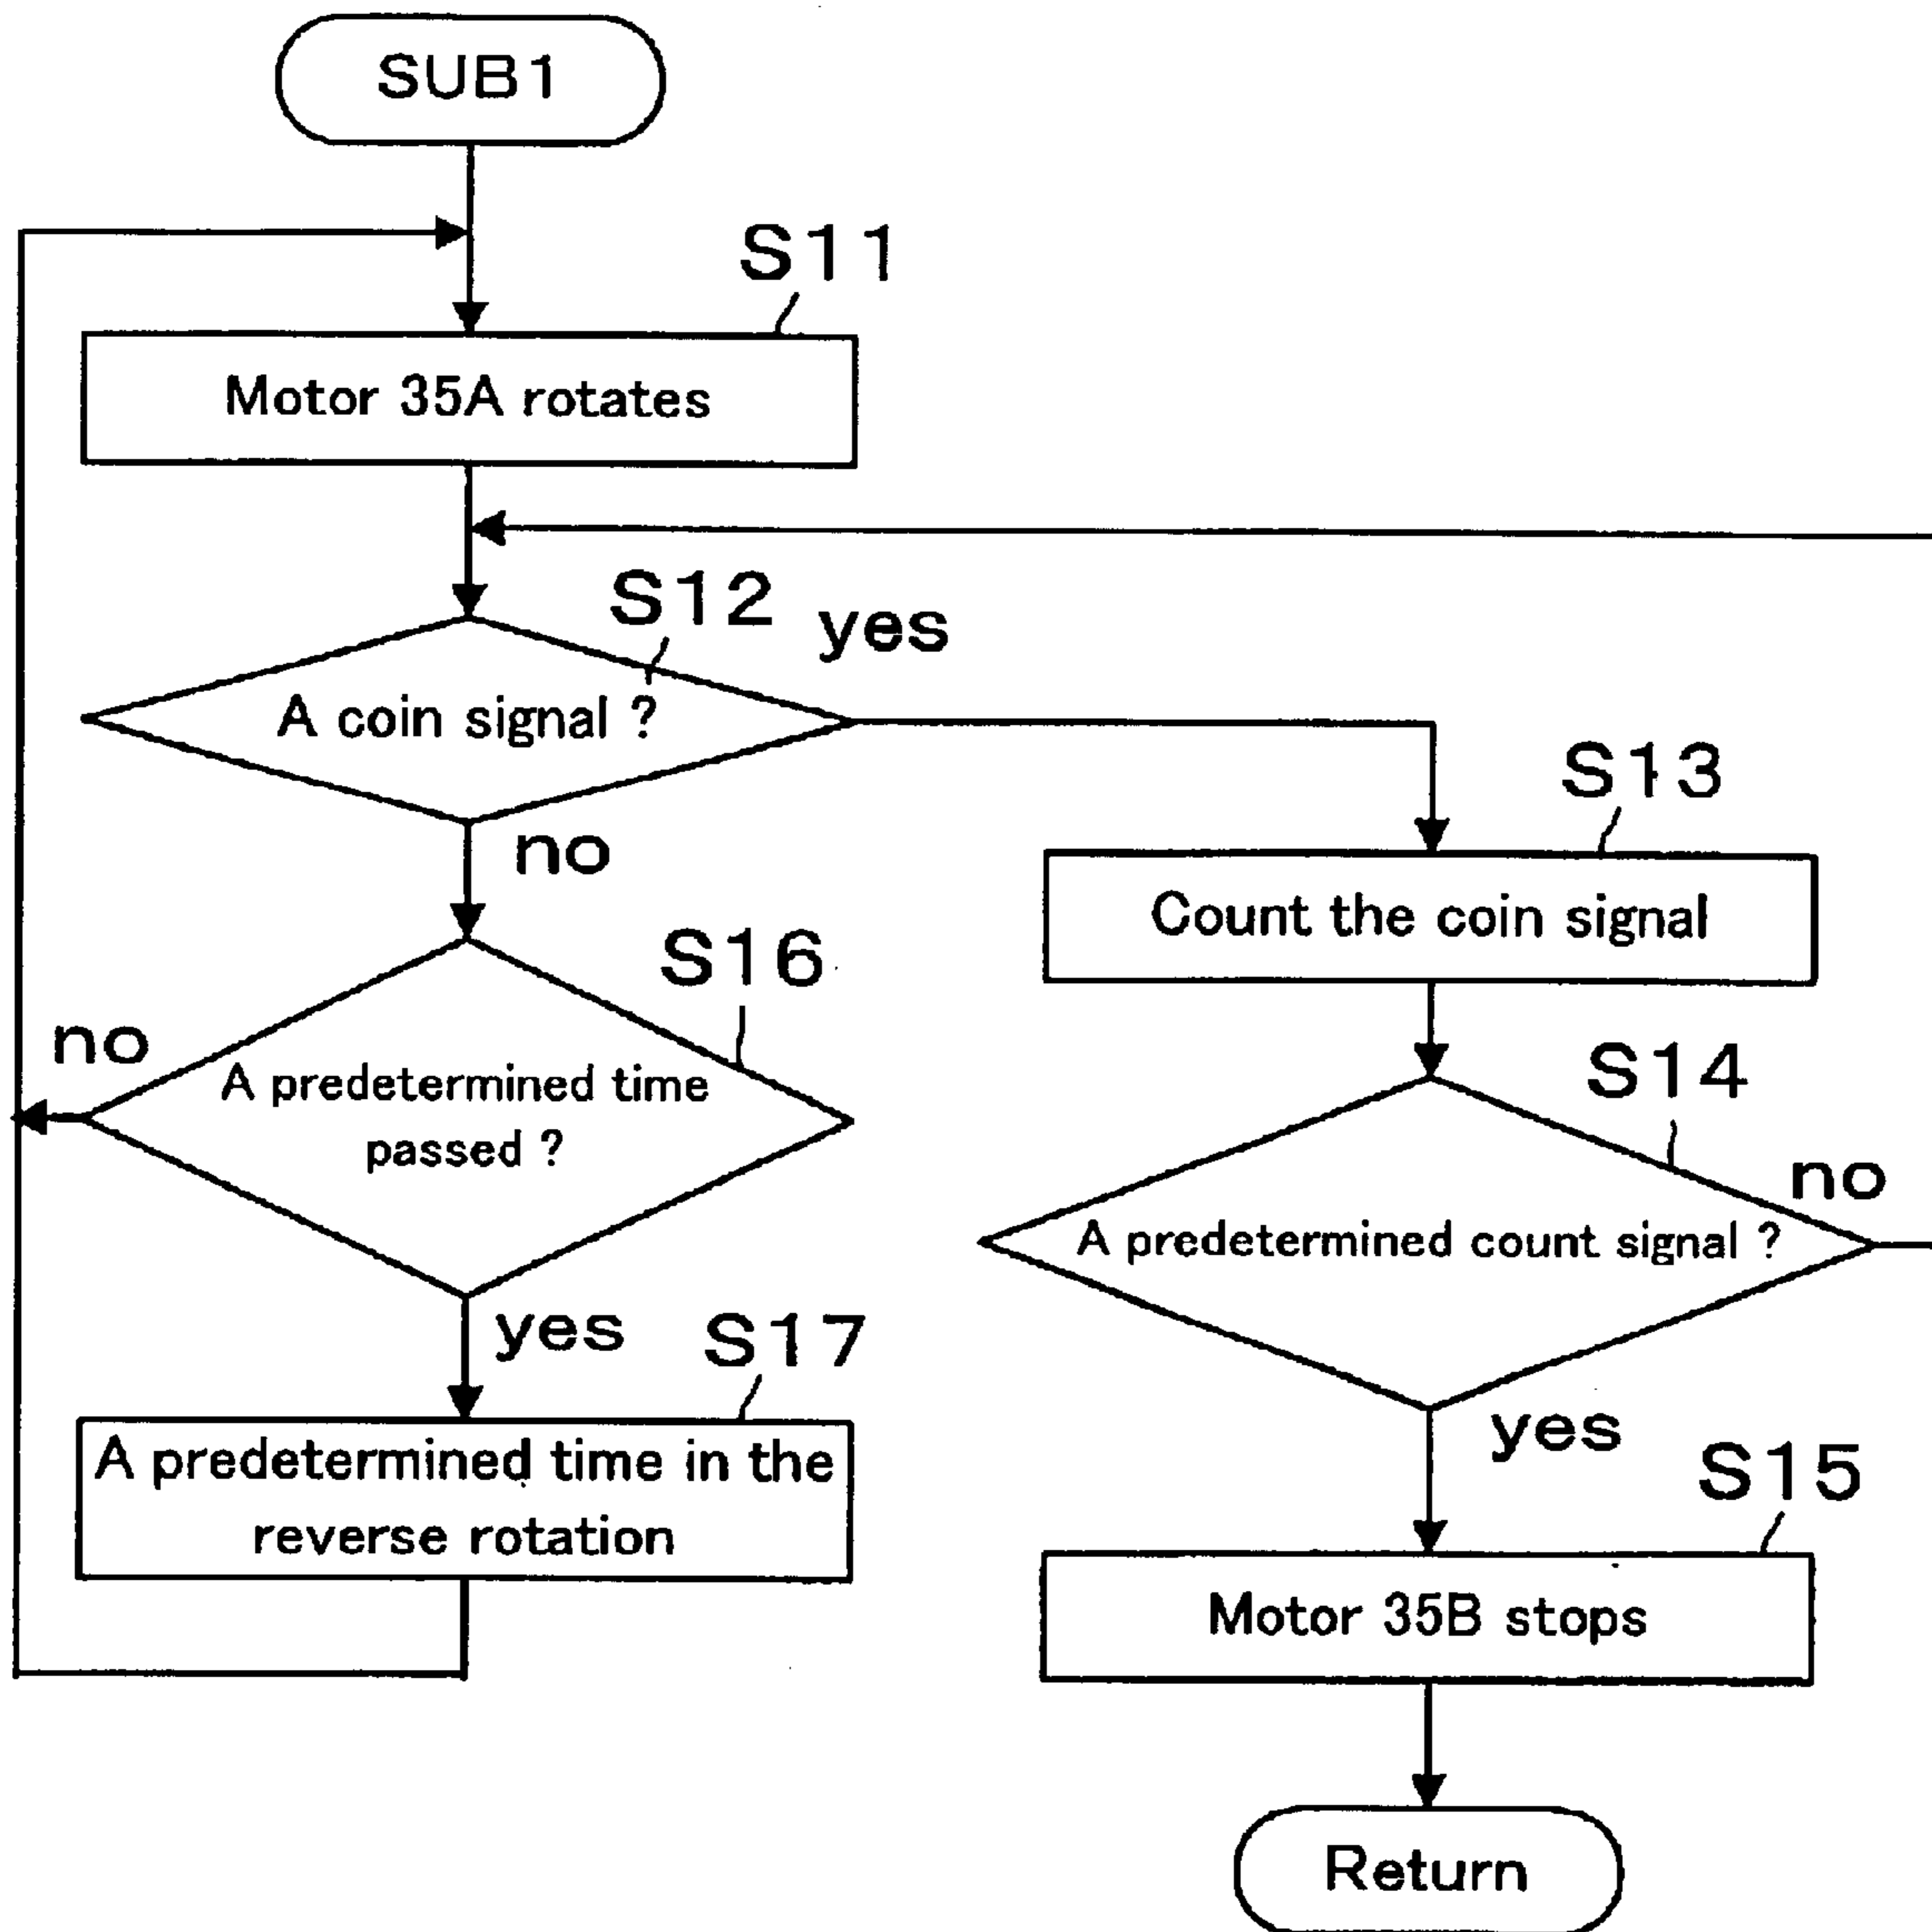 SUB1
S11
Motor 35A rotates
S12
yes
A coin signal ?
no
S13
Count the coin signal
S16
no
A predetermined time
passed ?
S14
no
A predetermined count signal ?
yes
S17
A predetermined time in the
reverse rotation
yes
S15
Motor 35B stops
Return